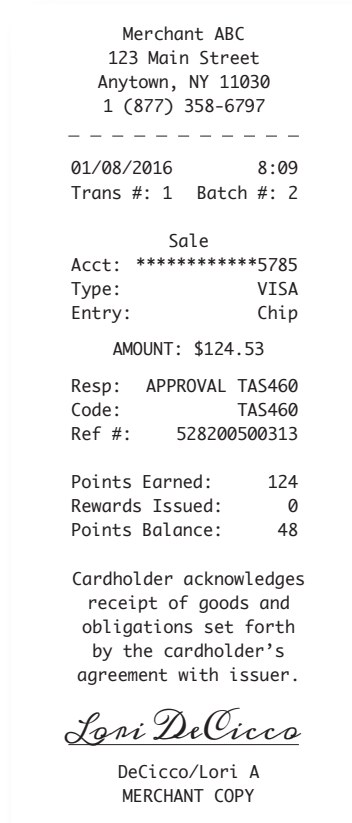 Merchant ABC
123 Main Street
Anytown, NY 11030
1 (877) 358-6797
_ _ _ _ _ _ _ _ _ _ _
01/08/2016 8:09
Trans #: 1 Batch #: 2
Sale
Acct: ************5785
Type: VISA
Entry: Chip
AMOUNT: $124.53
Resp: APPROVAL TAS460
Code: TAS460
Ref #: 528200500313
Points Earned: 124
Rewards Issued: 0
Points Balance: 48
Cardholder acknowledges
receipt of goods and
obligations set forth
by the cardholder’s
agreement with issuer.
Lori DeCicco
DeCicco/Lori A
MERCHANT COPY